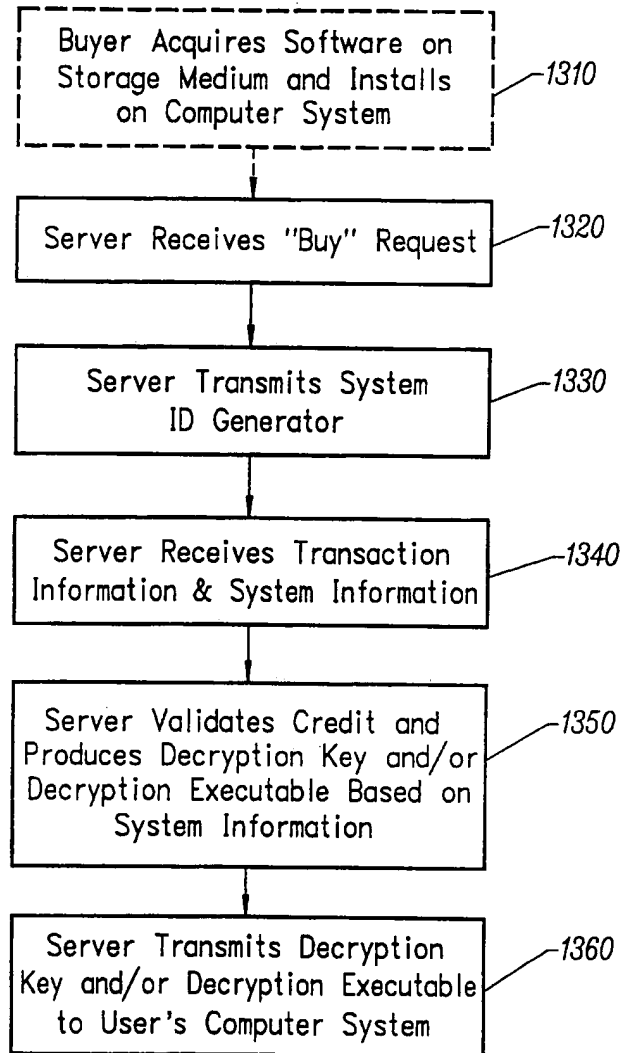 Buyer Acquires Software on
Storage Medium and Installs
on Computer System
1310
Server Receives "Buy" Request
1320
Server Transmits System
ID Generator
1330
Server Receives Transaction
Information & System Information
1340
Server Validates Credit and
Produces Decryption Key and/or
Decryption Executable Based on
System Information
1350
Server Transmits Decryption
Key and/or Decryption Executable
to User's Computer System
1360